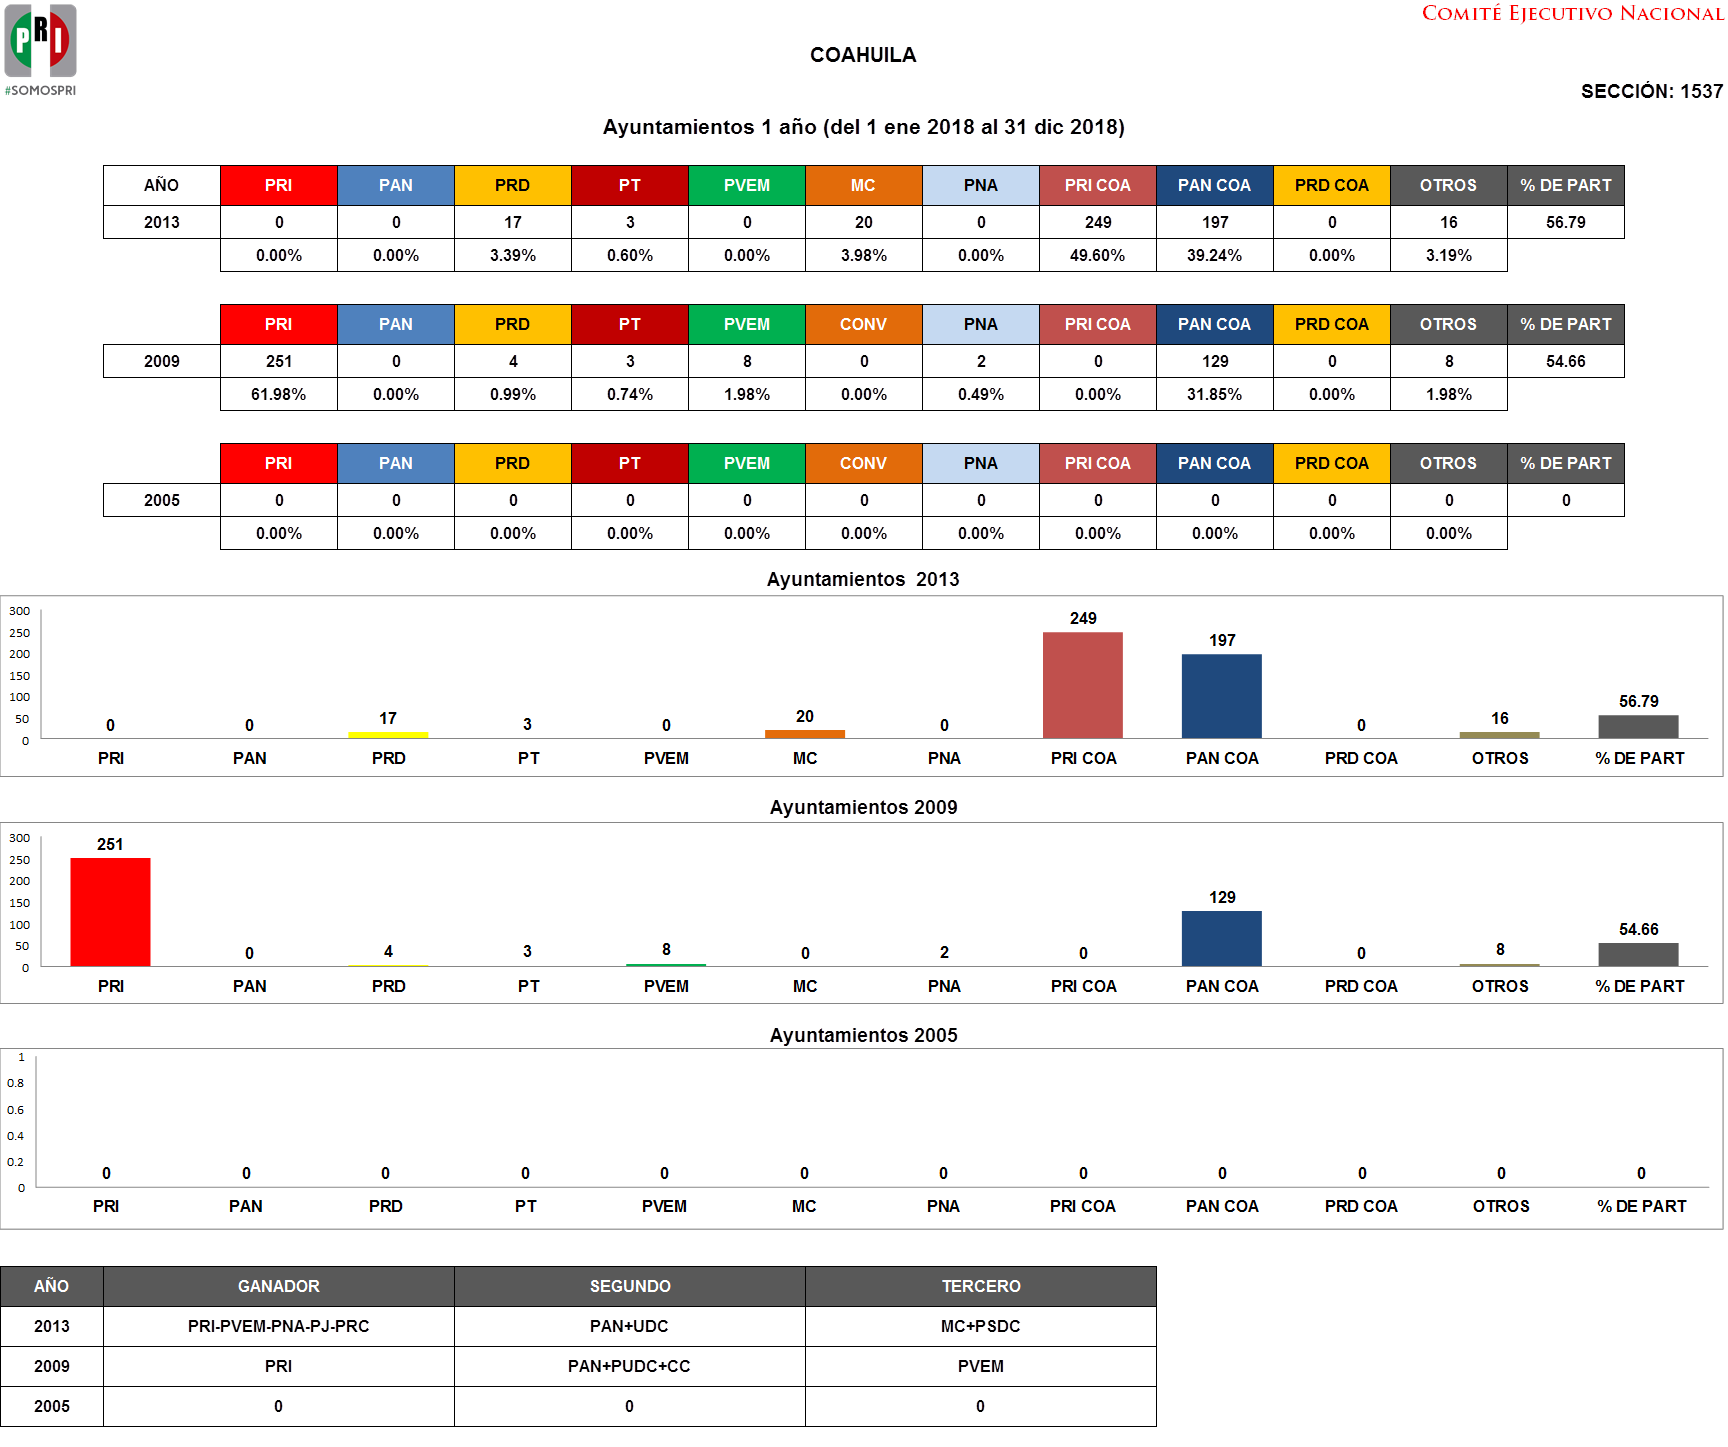 COMITÉ EJECUTIVO NACIONAL
PRI
#SOMOSPRI
COAHUILA
SECCIÓN: 1537
Ayuntamientos 1 año (del 1 ene 2018 al 31 dic 2018)
AÑO PRI PAN PRD PT PVEM MC PNA PRI COA PAN COA PRD COA OTROS % DE PART
2013 0 0 17 3 0 20 0 249 197 0 16 56.79
0.00% 0.00% 3.39% 0.60% 0.00% 3.98% 0.00% 49.60% 39.24% 0.00% 3.19%
PRI PAN PRD PT PVEM CONV PNA PRI COA PAN COA PRD COA OTROS % DE PART
2009 251 0 4 3 8 0 2 0 129 0 8 54.66
61.98% 0.00% 0.99% 0.74% 1.98% 0.00% 0.49% 0.00% 31.85% 0.00% 1.98%
PRI PAN PRD PT PVEM CONV PNA PRI COA PAN COA PRD COA OTROS % DE PART
2005 0 0 0 0 0 0 0 0 0 0 0 0
0.00% 0.00% 0.00% 0.00% 0.00% 0.00% 0.00% 0.00% 0.00% 0.00% 0.00%
Ayuntamientos 2013
300
250
200
150
100
50
0
0 0 17 3 0 20 0 249 197 0 16 56.79
PRI PAN PRD PT PVEM MC PNA PRI COA PAN COA PRD COA OTROS % DE PART
Ayuntamientos 2009
300
250
200
150
100
50
0
251 0 4 3 8 0 2 0 129 0 8 54.66
PRI PAN PRD PT PVEM MC PNA PRI COA PAN COA PRD COA OTROS % DE PART
Ayuntamientos 2005
1
0.8
0.6
0.4
0.2
0
0 0 0 0 0 0 0 0 0 0 0 0
PRI PAN PRD PT PVEM MC PNA PRI COA PAN COA PRD COA OTROS % DE PART
AÑO GANADOR SEGUNDO TERCERO
2013 PRI-PVEM-PNA-PJ-PRC PAN+UDC MC+PSDC
2009 PRI PAN+PUDC+CC PVEM
2005 0 0 0